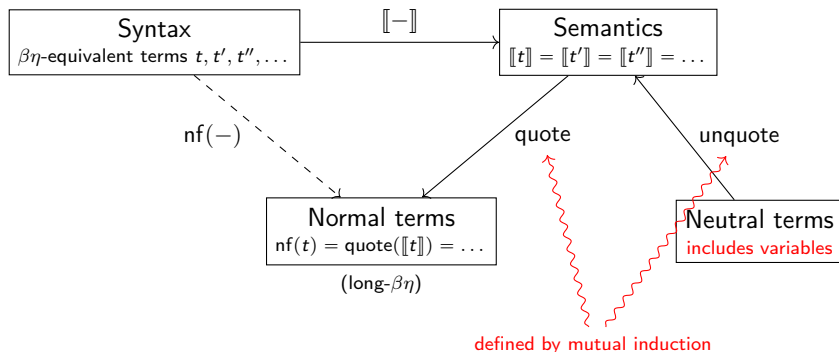 ⟦−⟧
Syntax
βη-equivalent terms t, t′, t″, …
Semantics
⟦t⟧ = ⟦t′⟧ = ⟦t″⟧ = …
nf(−)
quote
unquote
Normal terms
nf(t) = quote(⟦t⟧) = …
(long-βη)
Neutral terms
includes variables
defined by mutual induction